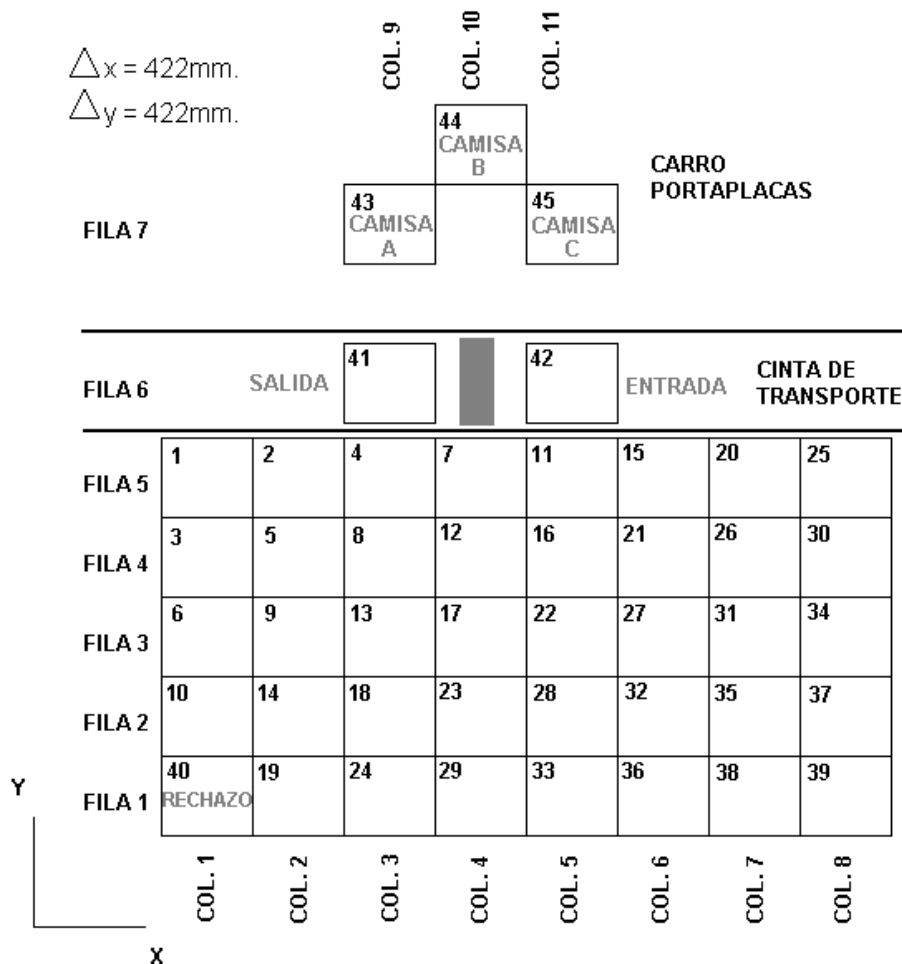 COL. 9
COL. 10
COL. 11
△x = 422mm.
△y = 422mm.
44
CAMISA
B
CARRO
PORTAPLACAS
FILA 7
43
CAMISA
A
45
CAMISA
C
FILA 6
SALIDA
41
42
ENTRADA
CINTA DE
TRANSPORTE
FILA 5
1 2 4 7 11 15 20 25
FILA 4
3 5 8 12 16 21 26 30
FILA 3
6 9 13 17 22 27 31 34
FILA 2
10 14 18 23 28 32 35 37
FILA 1
40 19 24 29 33 36 38 39
RECHAZO
Y
X
COL. 1
COL. 2
COL. 3
COL. 4
COL. 5
COL. 6
COL. 7
COL. 8